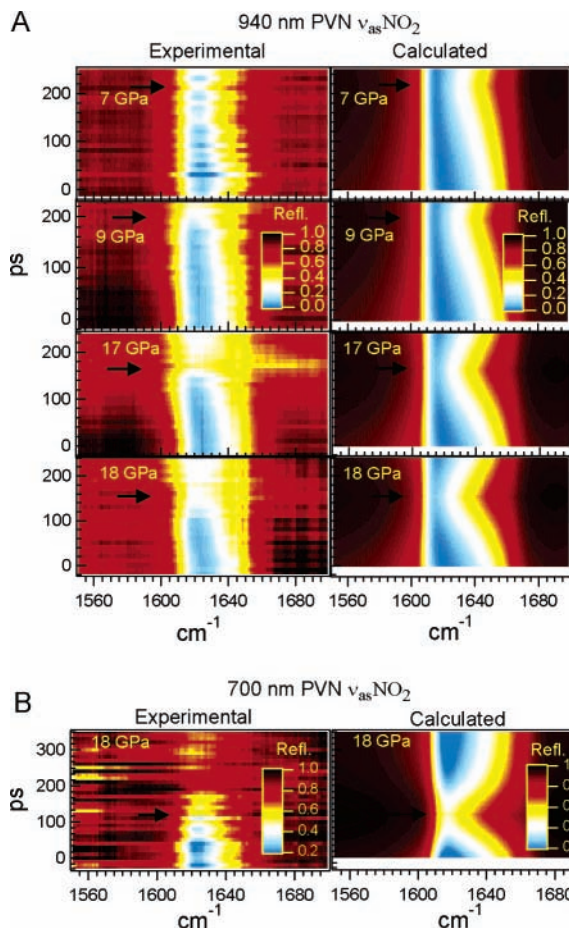 A
940 nm PVN νasNO2
Experimental Calculated
200
100
0
7 GPa
7 GPa
200
100
0
9 GPa
Refl.
1.0
0.8
0.6
0.4
0.2
0.0
9 GPa
Refl.
1.0
0.8
0.6
0.4
0.2
0.0
ps
200
100
0
17 GPa
17 GPa
200
100
0
18 GPa
18 GPa
1560 1600 1640 1680 1560 1600 1640 1680
cm-1 cm-1
B
700 nm PVN νasNO2
Experimental Calculated
300
200
100
0
ps
18 GPa
Refl.
1.0
0.8
0.6
0.4
0.2
18 GPa
Refl.
1560 1600 1640 1680 1560 1600 1640 1680
cm-1 cm-1